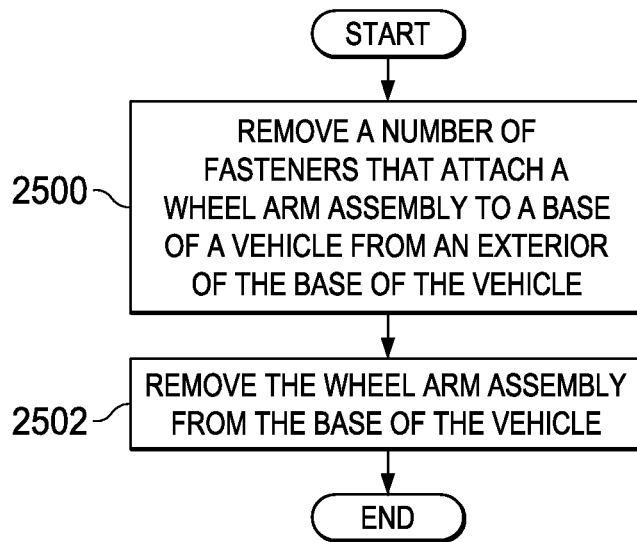 START
REMOVE A NUMBER OF
FASTENERS THAT ATTACH A
WHEEL ARM ASSEMBLY TO A BASE
OF A VEHICLE FROM AN EXTERIOR
OF THE BASE OF THE VEHICLE
2500
REMOVE THE WHEEL ARM ASSEMBLY
FROM THE BASE OF THE VEHICLE
2502
END